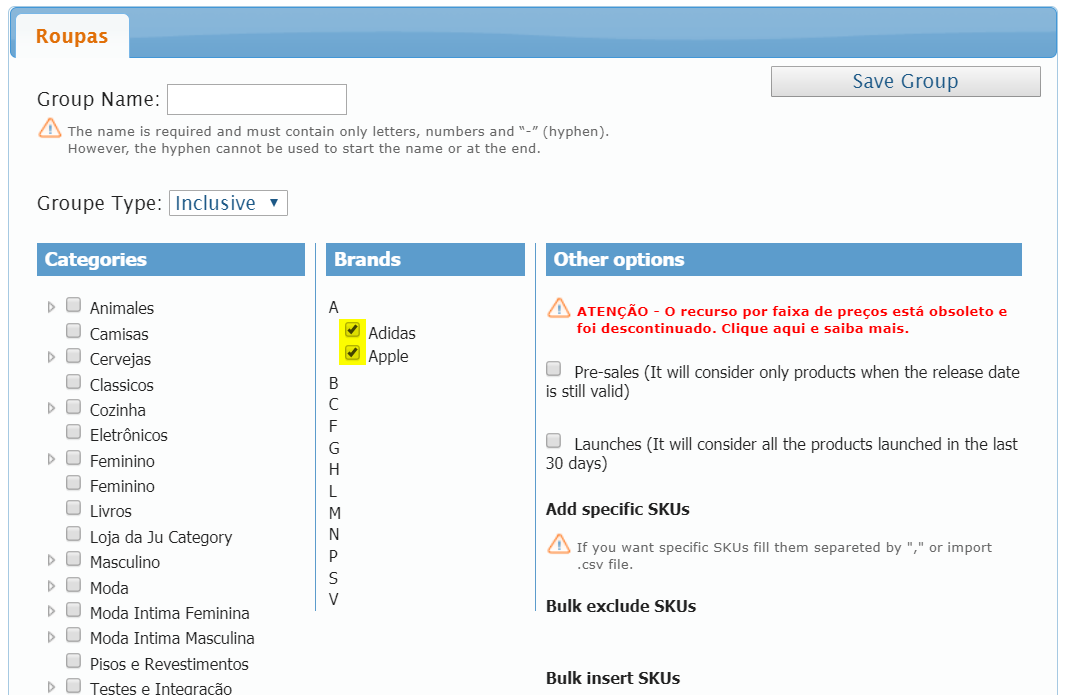 Roupas
Save Group
Group Name:
The name is required and must contain only letters, numbers and “-” (hyphen).
However, the hyphen cannot be used to start the name or at the end.
Groupe Type: Inclusive
Categories
Animales
Camisas
Cervejas
Classicos
Cozinha
Eletrônicos
Feminino
Feminino
Livros
Loja da Ju Category
Masculino
Moda
Moda Intima Feminina
Moda Intima Masculina
Pisos e Revestimentos
Testes e Integração
Brands
A
Adidas
Apple
B
C
F
G
H
L
M
N
P
S
V
Other options
ATENÇÃO - O recurso por faixa de preços está obsoleto e
foi descontinuado. Clique aqui e saiba mais.
Pre-sales (It will consider only products when the release date
is still valid)
Launches (It will consider all the products launched in the last
30 days)
Add specific SKUs
If you want specific SKUs fill them separeted by "," or import
.csv file.
Bulk exclude SKUs
Bulk insert SKUs